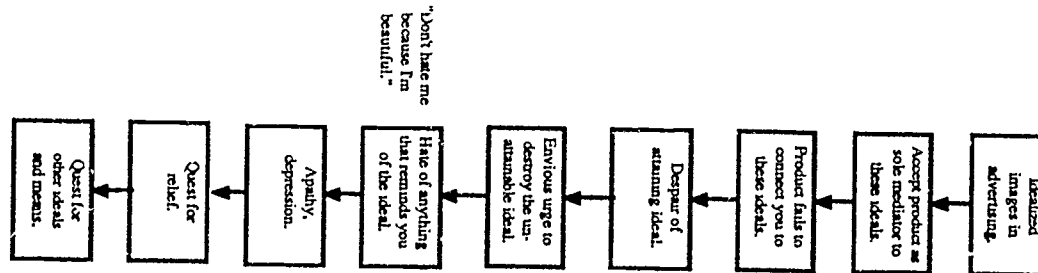 Idealized
images in
advertising.
Accept product as
sole mediator to
these ideals.
Product fails to
connect you to
these ideals.
Despair of
attaining ideal.
Envious urge to
destroy the un-
attainable ideal.
"Don't hate me
because I'm
beautiful."
Hate of anything
that reminds you
of the ideal.
Apathy,
depression.
Quest for
relief.
Quest for
other ideals
and means.